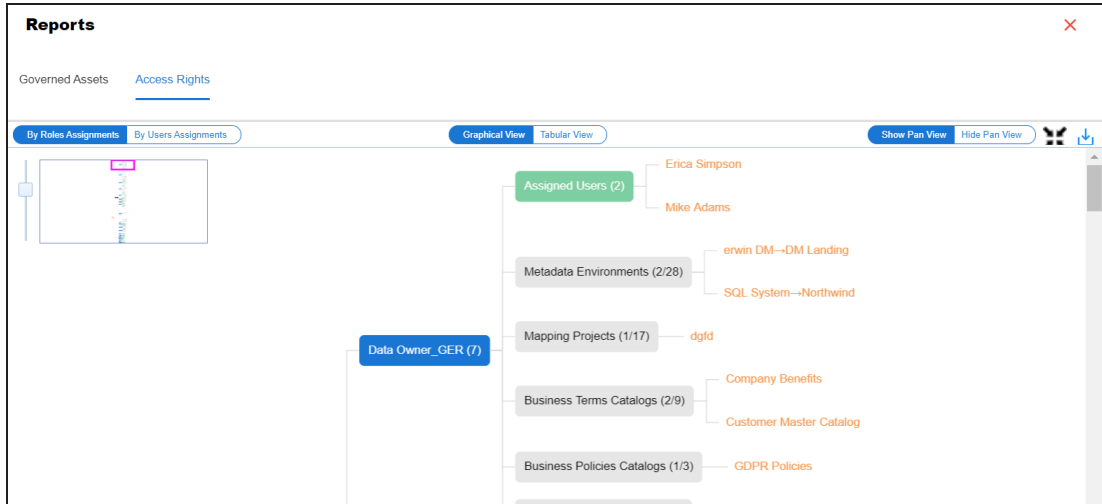 Reports
Governed Assets
Access Rights
By Roles Assignments
By Users Assignments
Graphical View
Tabular View
Show Pan View
Hide Pan View
Erica Simpson
Assigned Users (2)
Mike Adams
erwin DM→DM Landing
Metadata Environments (2/28)
SQL System→Northwind
Mapping Projects (1/17)
dgfd
Data Owner_GER (7)
Company Benefits
Business Terms Catalogs (2/9)
Customer Master Catalog
Business Policies Catalogs (1/3)
GDPR Policies